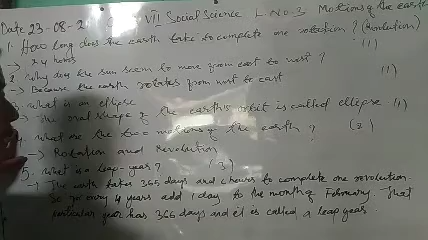 Date 23-08-21 VII Social Science L.No.3 Motions of the earth
1. How long does the earth take to complete one rotation? (Revolution)
→ 24 hours (1)
2. Why does the sun seem to move from east to west?
→ Because the earth rotates from west to east (1)
3. What is an ellipse
→ The oval shape of the earth's orbit is called ellipse (1)
4. What are the two motions of the earth? (2)
→ Rotation and Revolution
5. What is a leap-year? (3)
→ The earth takes 365 days and 6 hours to complete one revolution.
So for every 4 years add 1 day to the month of February That
particular year has 366 days and it is called a leap year.